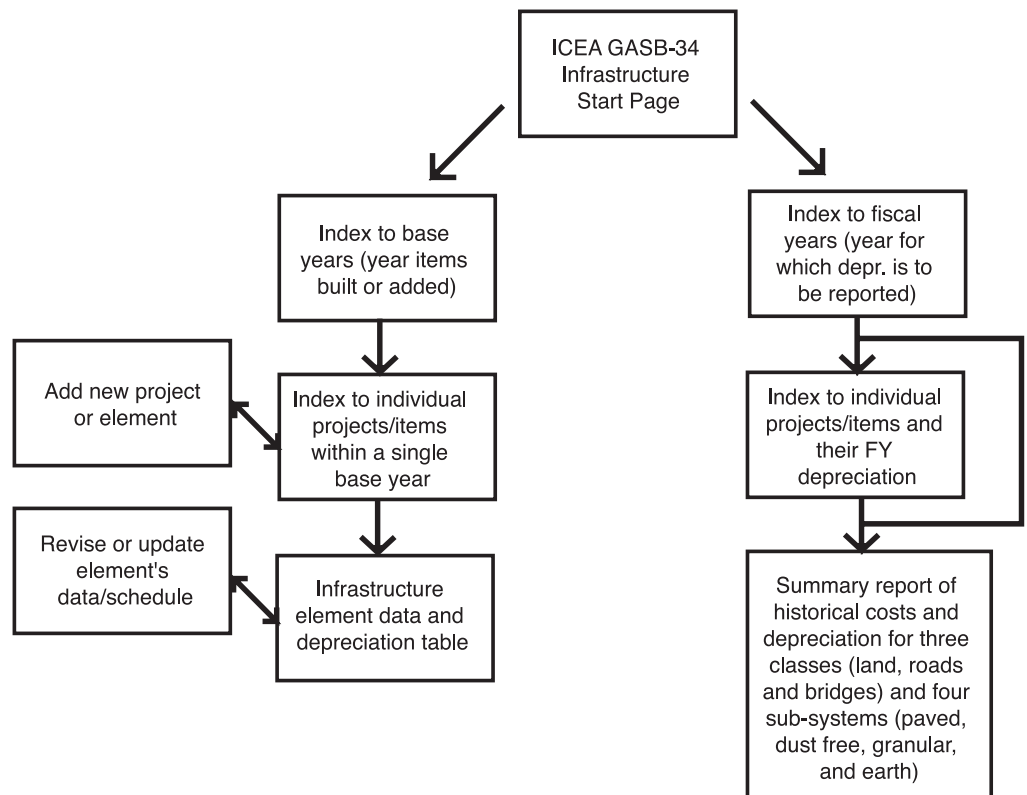 ICEA GASB-34
Infrastructure
Start Page
Index to base
years (year items
built or added)
Index to fiscal
years (year for
which depr. is to
be reported)
Add new project
or element
Index to individual
projects/items
within a single
base year
Index to individual
projects/items and
their FY
depreciation
Revise or update
element's
data/schedule
Infrastructure
element data and
depreciation table
Summary report of
historical costs and
depreciation for three
classes (land, roads
and bridges) and four
sub-systems (paved,
dust free, granular,
and earth)